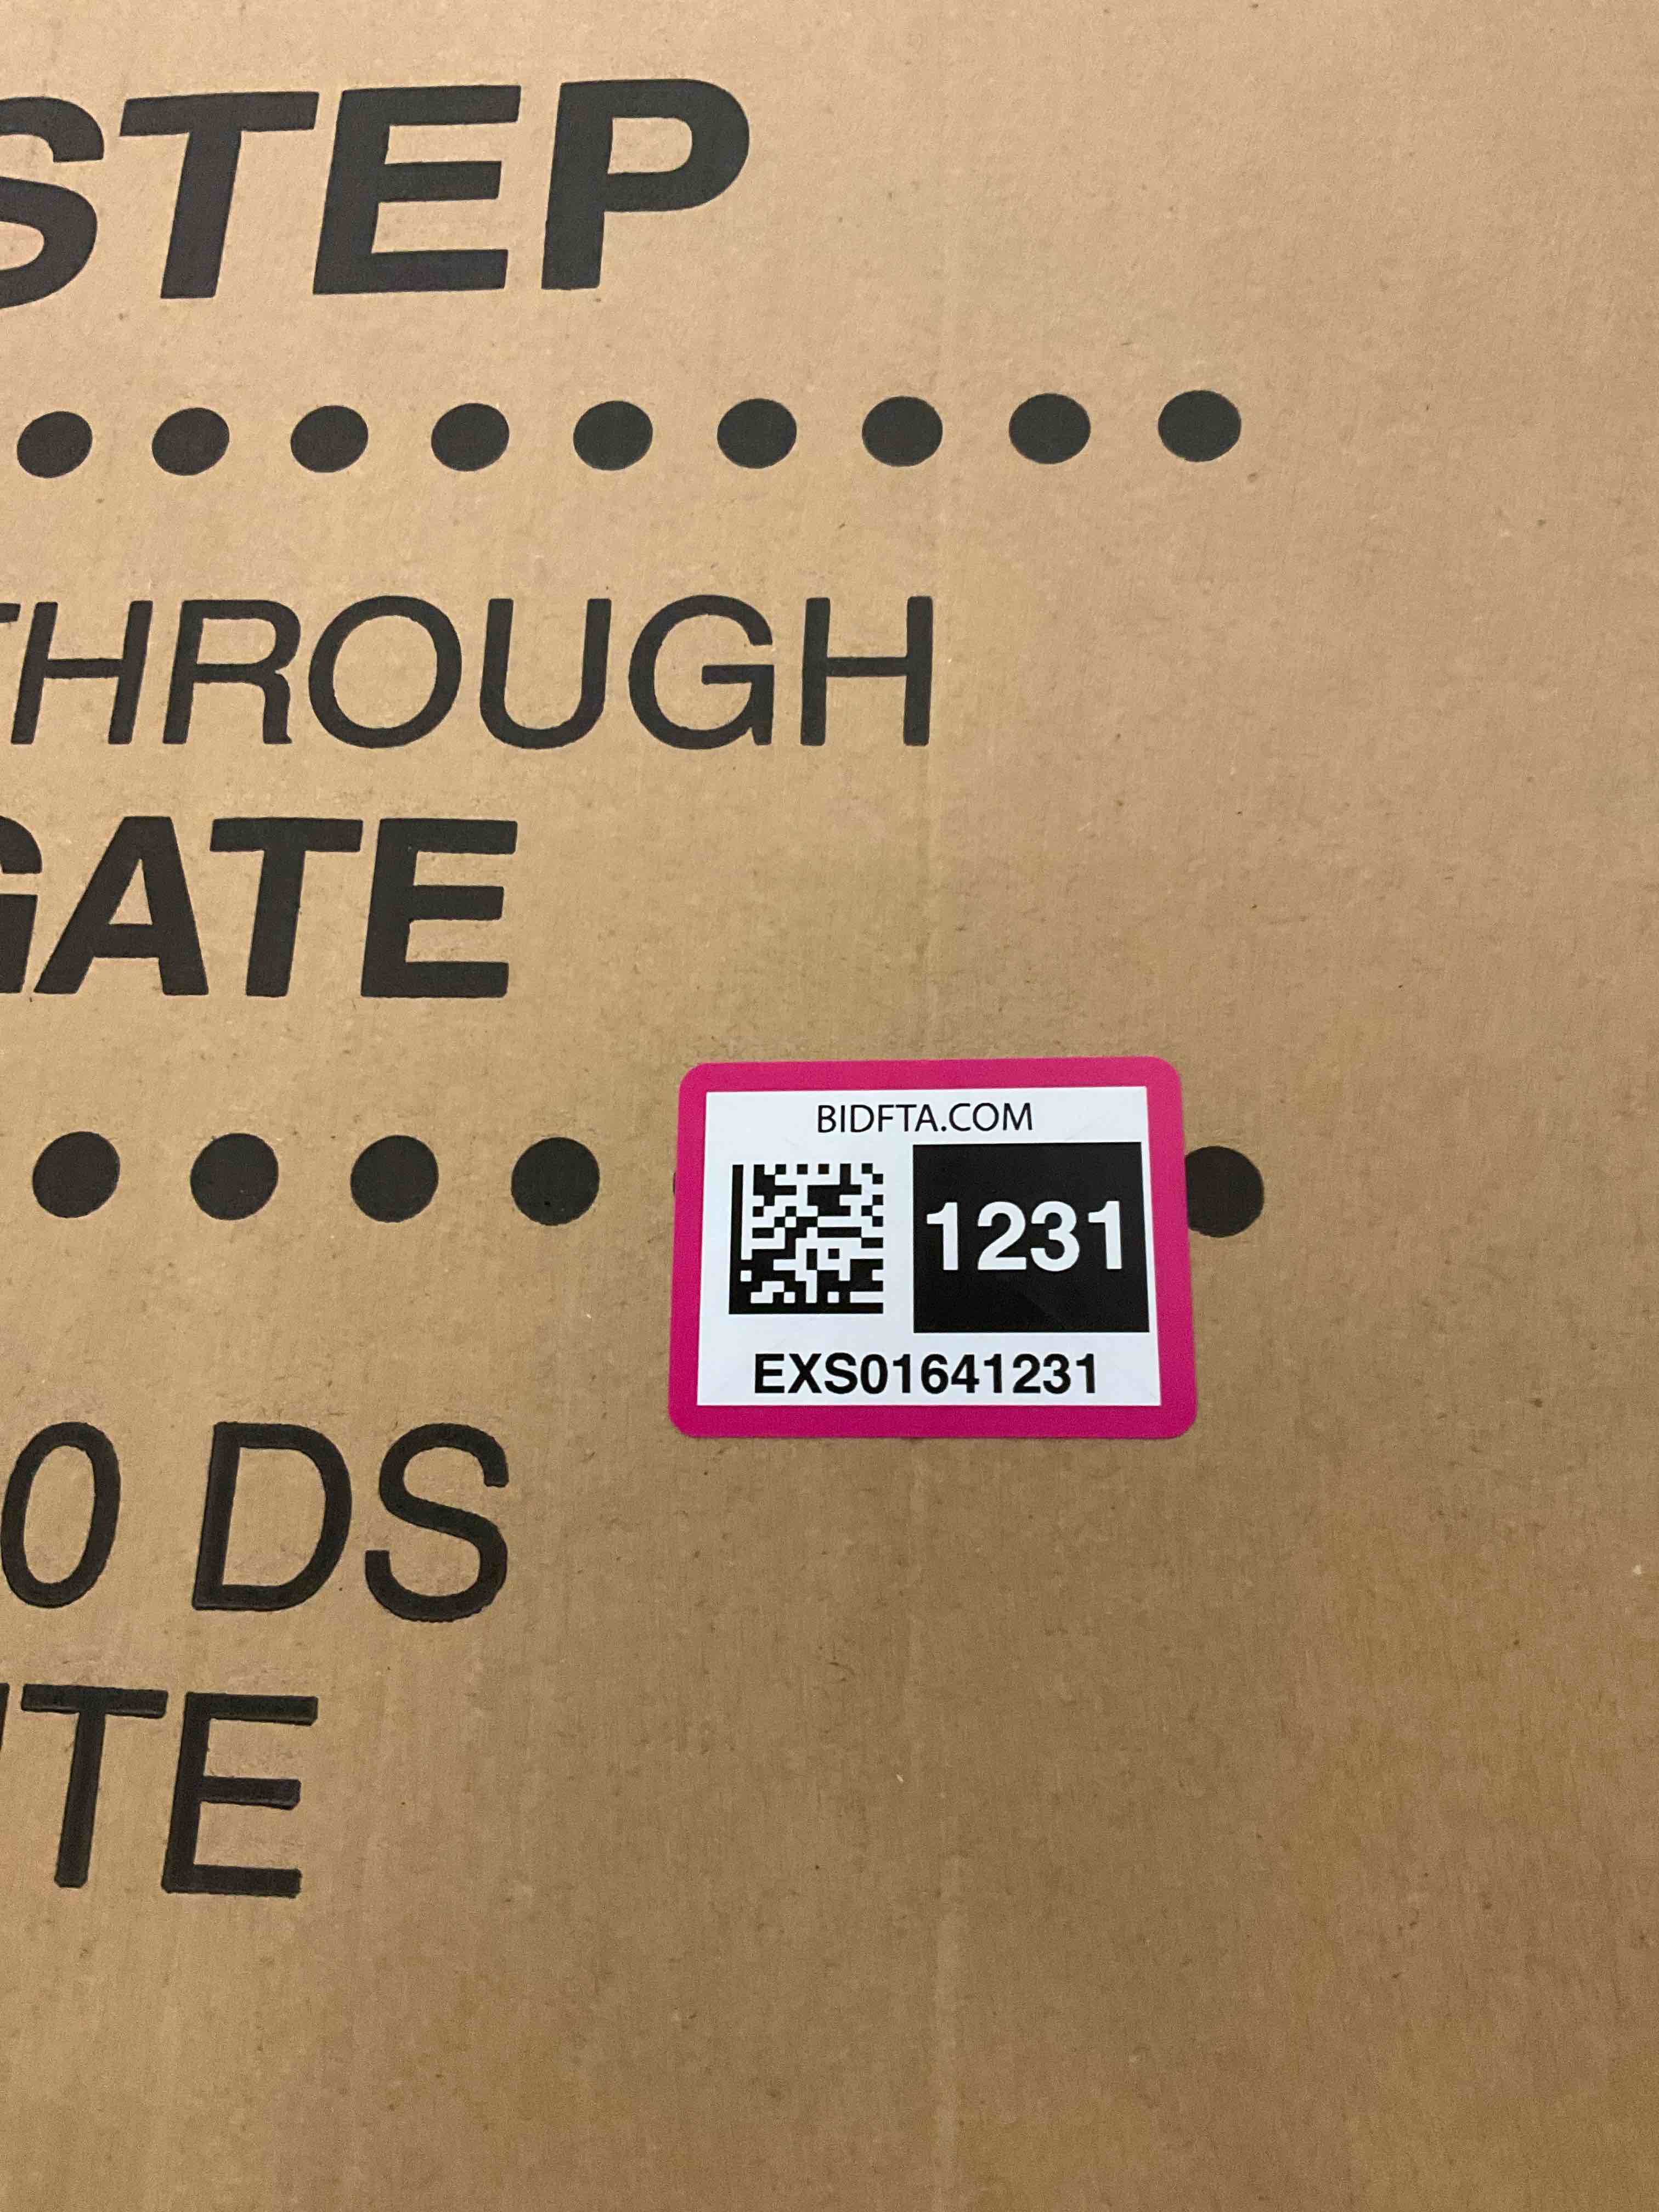 STEP
THROUGH
GATE
BIDFTA.COM
1231
EXS01641231
0 DS
TE